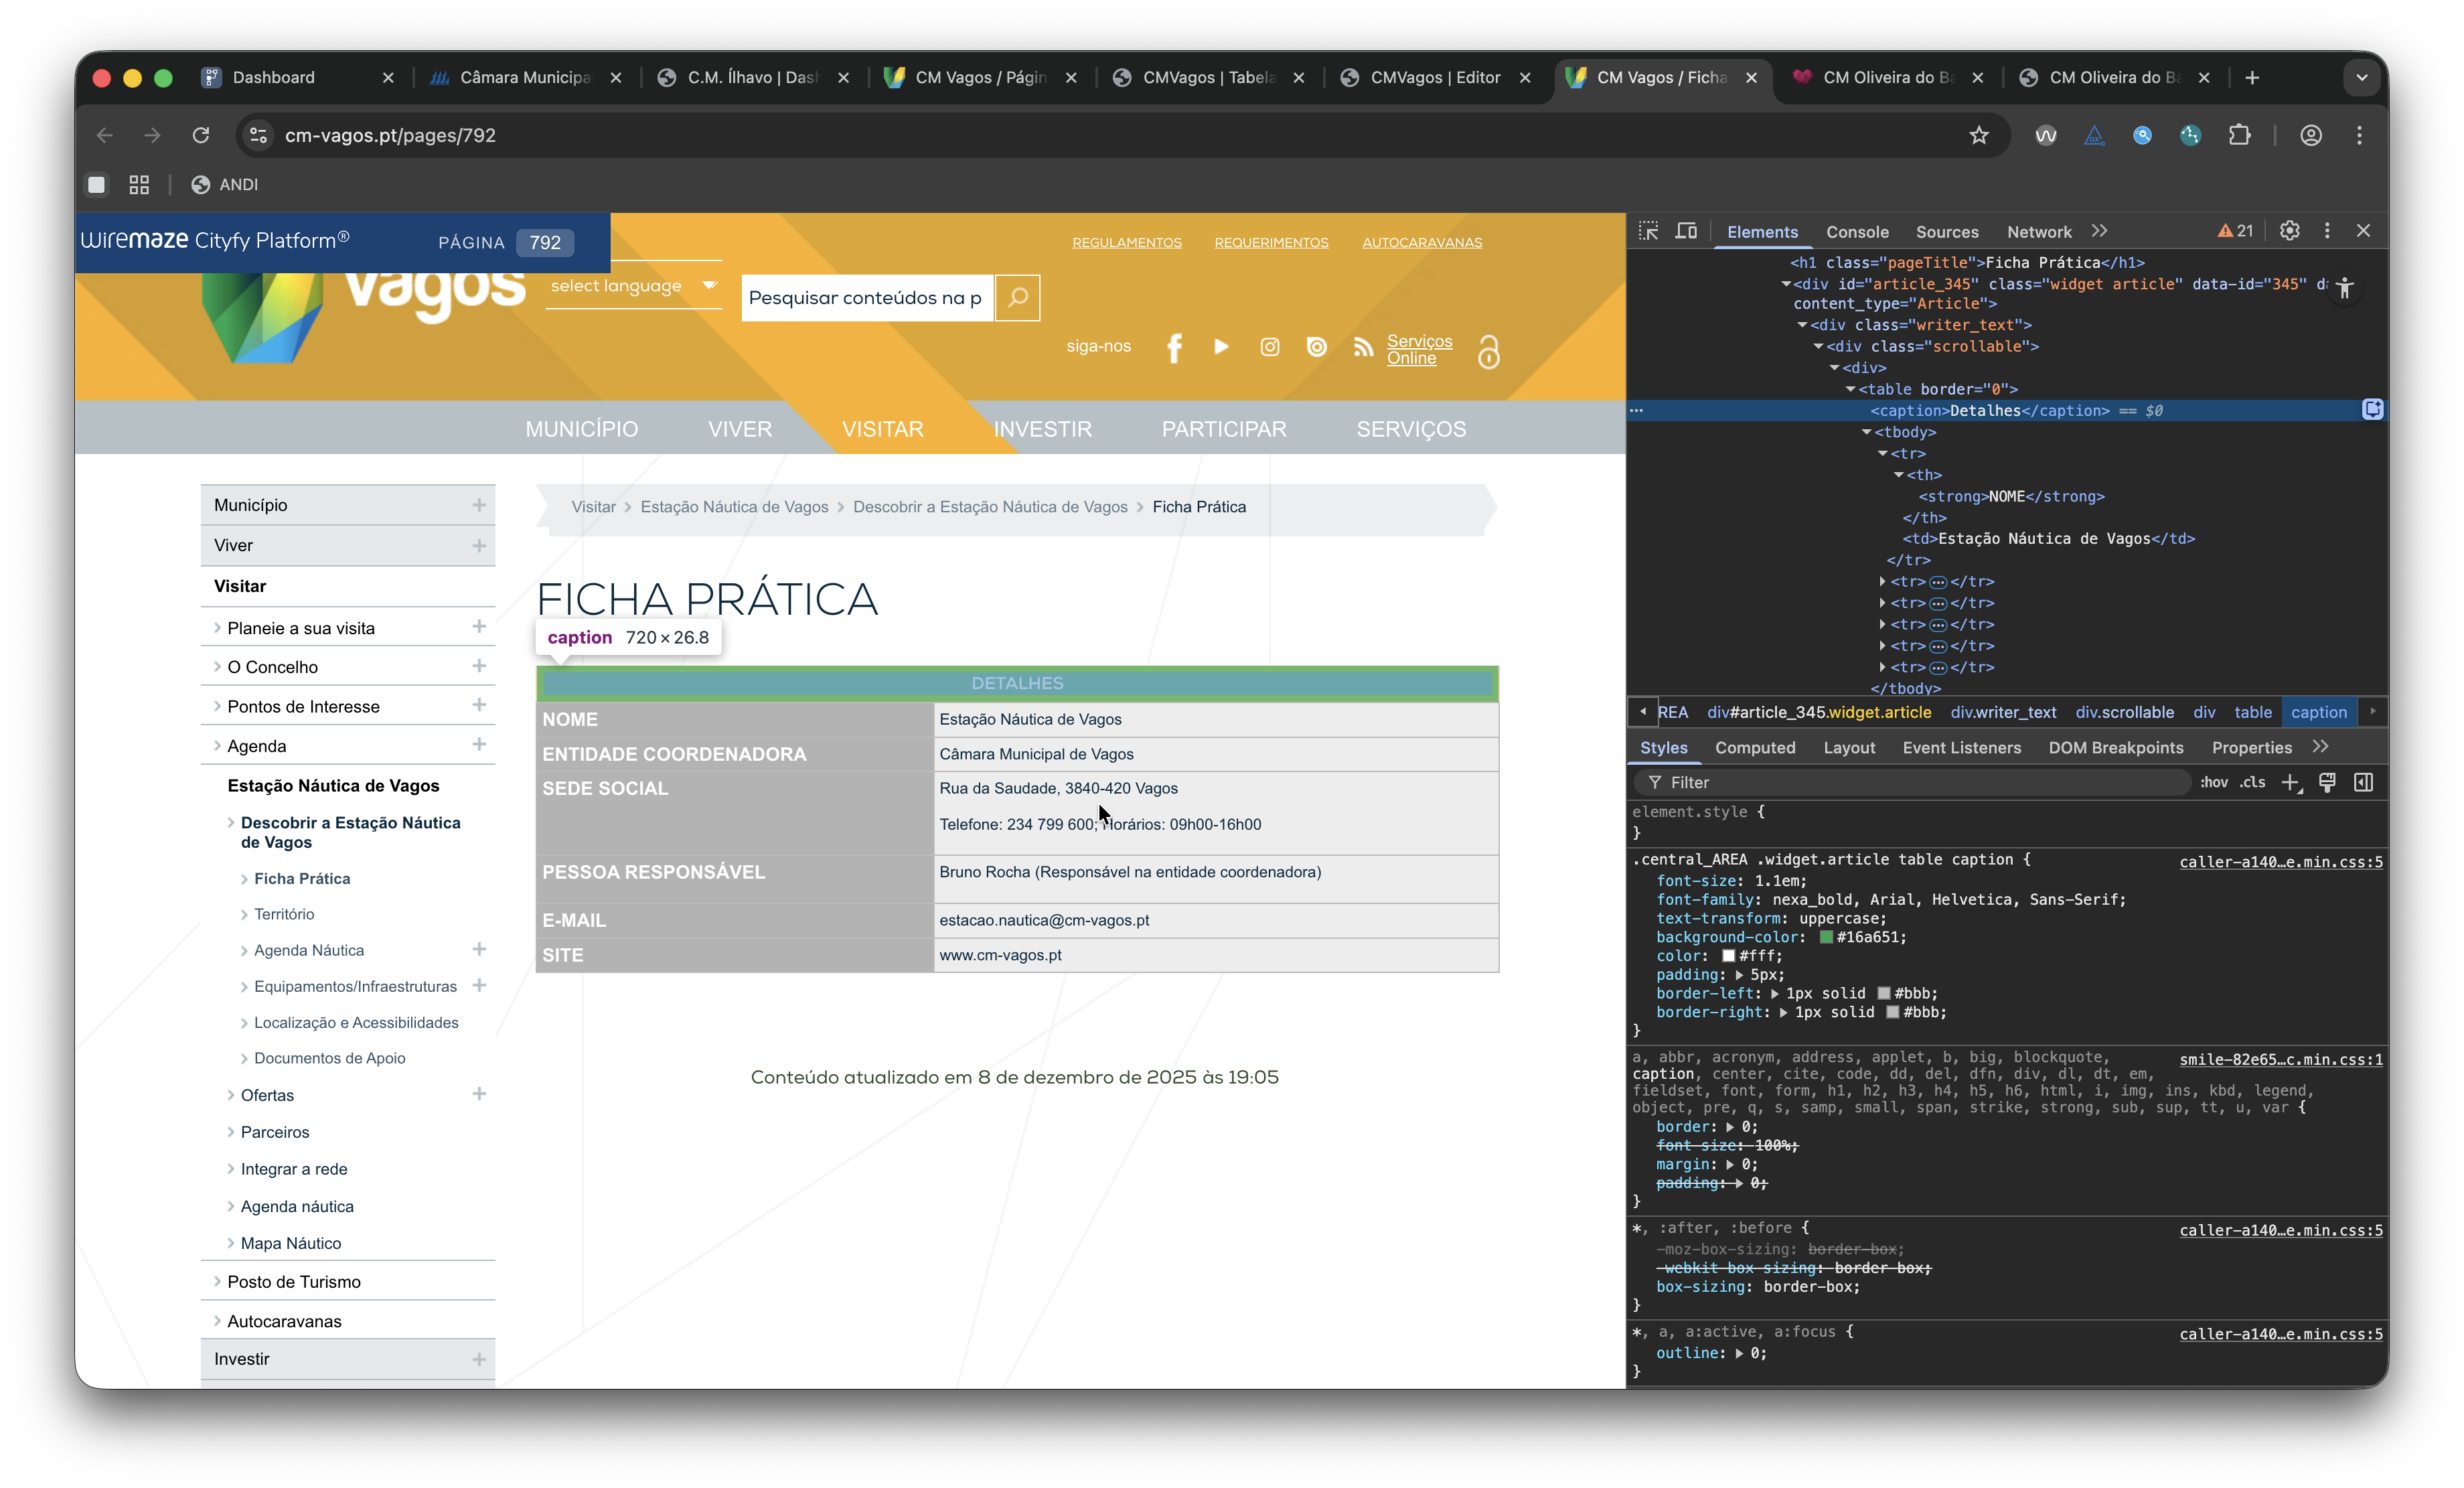 Dashboard
Câmara Municipa
C.M. Ílhavo | Dash
CM Vagos / Págin
CMVagos | Tabela
CMVagos | Editor
CM Vagos / Ficha
CM Oliveira do Ba
CM Oliveira do Ba
cm-vagos.pt/pages/792
ANDI
wiremaze Cityfy Platform®
PÁGINA 792
REGULAMENTOS
REQUERIMENTOS
AUTOCARAVANAS
vagos
select language
Pesquisar conteúdos na p
siga-nos
Serviços
Online
MUNICÍPIO
VIVER
VISITAR
INVESTIR
PARTICIPAR
SERVIÇOS
Município
Viver
Visitar
Planeie a sua visita
O Concelho
Pontos de Interesse
Agenda
Estação Náutica de Vagos
Descobrir a Estação Náutica
de Vagos
Ficha Prática
Território
Agenda Náutica
Equipamentos/Infraestruturas
Localização e Acessibilidades
Documentos de Apoio
Ofertas
Parceiros
Integrar a rede
Agenda náutica
Mapa Náutico
Posto de Turismo
Autocaravanas
Investir
Visitar > Estação Náutica de Vagos > Descobrir a Estação Náutica de Vagos > Ficha Prática
FICHA PRÁTICA
caption 720 × 26.8
DETALHES
NOME Estação Náutica de Vagos
ENTIDADE COORDENADORA Câmara Municipal de Vagos
SEDE SOCIAL Rua da Saudade, 3840-420 Vagos
Telefone: 234 799 600; Horários: 09h00-16h00
PESSOA RESPONSÁVEL Bruno Rocha (Responsável na entidade coordenadora)
E-MAIL estacao.nautica@cm-vagos.pt
SITE www.cm-vagos.pt
Conteúdo atualizado em 8 de dezembro de 2025 às 19:05
Elements
Console
Sources
Network
21
<h1 class="pageTitle">Ficha Prática</h1>
<div id="article_345" class="widget article" data-id="345" da
content_type="Article">
<div class="writer_text">
<div class="scrollable">
<div>
<table border="0">
<caption>Detalhes</caption> == $0
<tbody>
<tr>
<th>
<strong>NOME</strong>
</th>
<td>Estação Náutica de Vagos</td>
</tr>
<tr> … </tr>
<tr> … </tr>
<tr> … </tr>
<tr> … </tr>
<tr> … </tr>
</tbody>
REA div#article_345.widget.article div.writer_text div.scrollable div table caption
Styles Computed Layout Event Listeners DOM Breakpoints Properties
Filter :hov .cls
element.style {
}
.central_AREA .widget.article table caption { caller-a140…e.min.css:5
font-size: 1.1em;
font-family: nexa_bold, Arial, Helvetica, Sans-Serif;
text-transform: uppercase;
background-color: #16a651;
color: #fff;
padding: 5px;
border-left: 1px solid #bbb;
border-right: 1px solid #bbb;
}
a, abbr, acronym, address, applet, b, big, blockquote, smile-82e65…c.min.css:1
caption, center, cite, code, dd, del, dfn, div, dl, dt, em,
fieldset, font, form, h1, h2, h3, h4, h5, h6, html, i, img, ins, kbd, legend,
object, pre, q, s, samp, small, span, strike, strong, sub, sup, tt, u, var {
border: 0;
font-size: 100%;
margin: 0;
padding: 0;
}
*, :after, :before { caller-a140…e.min.css:5
-moz-box-sizing: border-box;
-webkit-box-sizing: border-box;
box-sizing: border-box;
}
*, a, a:active, a:focus { caller-a140…e.min.css:5
outline: 0;
}